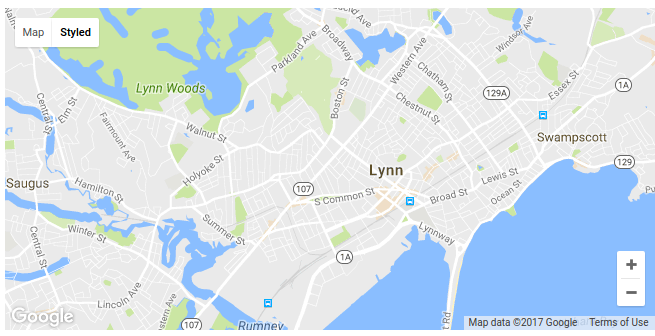 Map
Styled
Parkland Ave
Broadway
Western Ave
Windsor Ave
Lynn Woods
Chatham St
Essex St
1A
129A
Boston St
Chestnut St
Central St
Elm St
Fairmount Ave
Walnut St
Swampscott
Holyoke St
Lynn
129
Saugus
Hamilton St
107
S Common St
Broad St
Lewis St
Ocean St
Summer St
Winter St
Lynnway
Central St
1A
Lincoln Ave
Western Ave
107
Rumney
+
−
Google
Map data ©2017 Google
Terms of Use